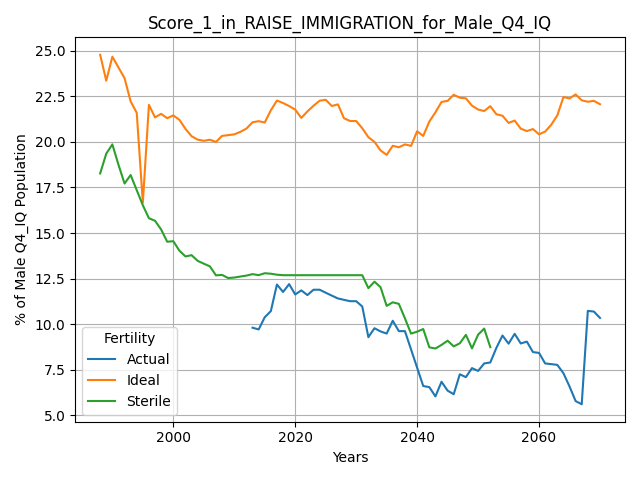 Score_1_in_RAISE_IMMIGRATION_for_Male_Q4_IQ
% of Male Q4_IQ Population
25.0
22.5
20.0
17.5
15.0
12.5
10.0
7.5
5.0
Fertility
Actual
Ideal
Sterile
2000 2020 2040 2060
Years